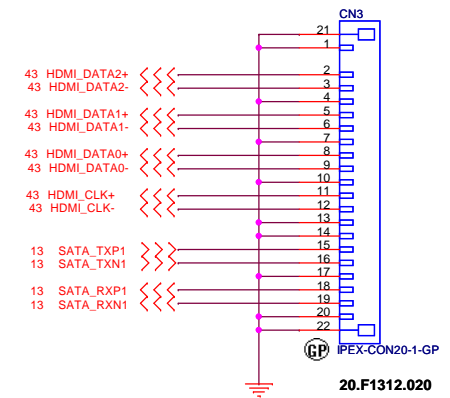 CN3
21
1
43 HDMI_DATA2+ 2
43 HDMI_DATA2- 3
4
43 HDMI_DATA1+ 5
43 HDMI_DATA1- 6
7
43 HDMI_DATA0+ 8
43 HDMI_DATA0- 9
10
43 HDMI_CLK+ 11
43 HDMI_CLK- 12
13
14
13 SATA_TXP1 15
13 SATA_TXN1 16
17
13 SATA_RXP1 18
13 SATA_RXN1 19
20
22
GP IPEX-CON20-1-GP
20.F1312.020